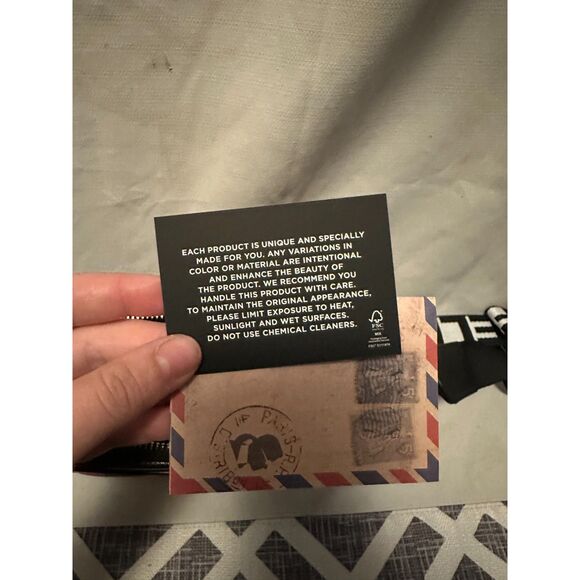 EACH PRODUCT IS UNIQUE AND SPECIALLY
MADE FOR YOU. ANY VARIATIONS IN
COLOR OR MATERIAL ARE INTENTIONAL
AND ENHANCE THE BEAUTY OF
THE PRODUCT. WE RECOMMEND YOU
HANDLE THIS PRODUCT WITH CARE.
TO MAINTAIN THE ORIGINAL APPEARANCE,
PLEASE LIMIT EXPOSURE TO HEAT,
SUNLIGHT AND WET SURFACES.
DO NOT USE CHEMICAL CLEANERS.
FSC
MIX
PARIS